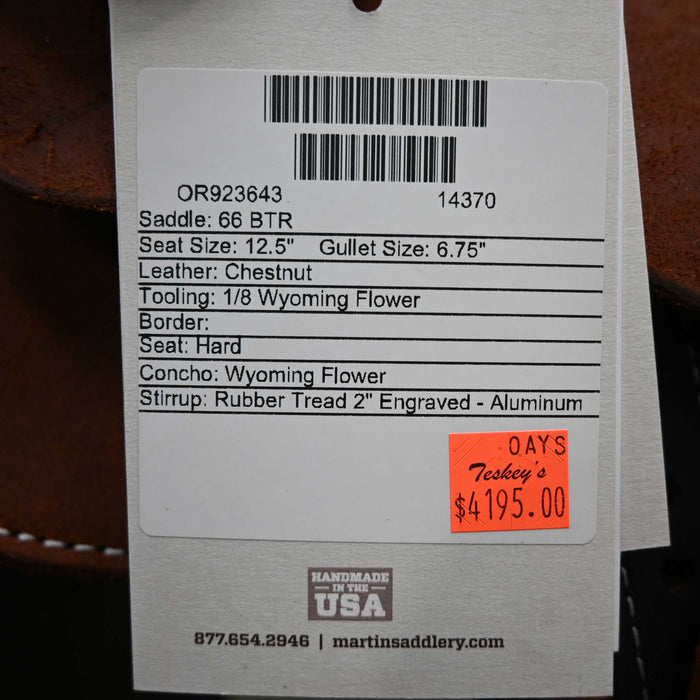 OR923643 14370
Saddle: 66 BTR
Seat Size: 12.5" Gullet Size: 6.75"
Leather: Chestnut
Tooling: 1/8 Wyoming Flower
Border:
Seat: Hard
Concho: Wyoming Flower
Stirrup: Rubber Tread 2" Engraved - Aluminum
OAYS
Teskey's
$4195.00
HANDMADE
IN THE
USA
877.654.2946 | martinsaddlery.com